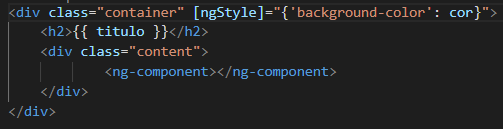 <div class="container" [ngStyle]="{'background-color': cor}">
<h2>{{ titulo }}</h2>
<div class="content">
<ng-component></ng-component>
</div>
</div>